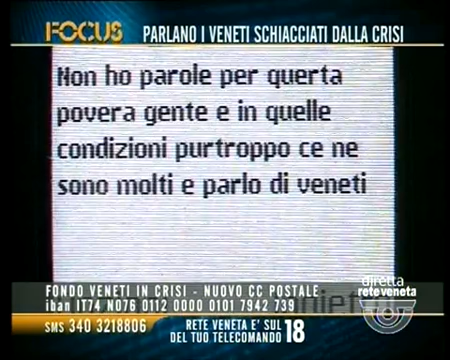 FOCUS PARLANO I VENETI SCHIACCIATI DALLA CRISI
Non ho parole per querta
povera gente e in quelle
condizioni purtroppo ce ne
sono molti e parlo di veneti
diretta
reteveneta
FONDO VENETI IN CRISI - NUOVO CC POSTALE
iban IT74 N076 0112 0000 0101 7942 739
SMS 340 3218806
RETE VENETA E' SUL
DEL TUO TELECOMANDO 18